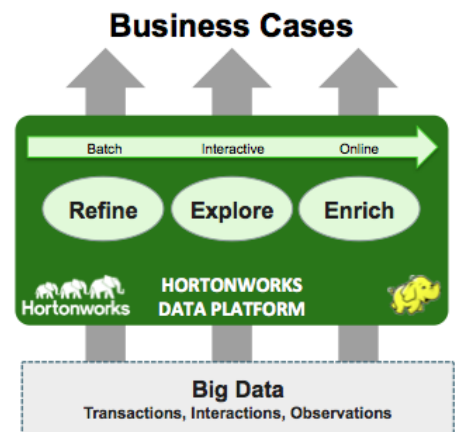 Business Cases
Batch Interactive Online
Refine Explore Enrich
Hortonworks
HORTONWORKS
DATA PLATFORM
Big Data
Transactions, Interactions, Observations